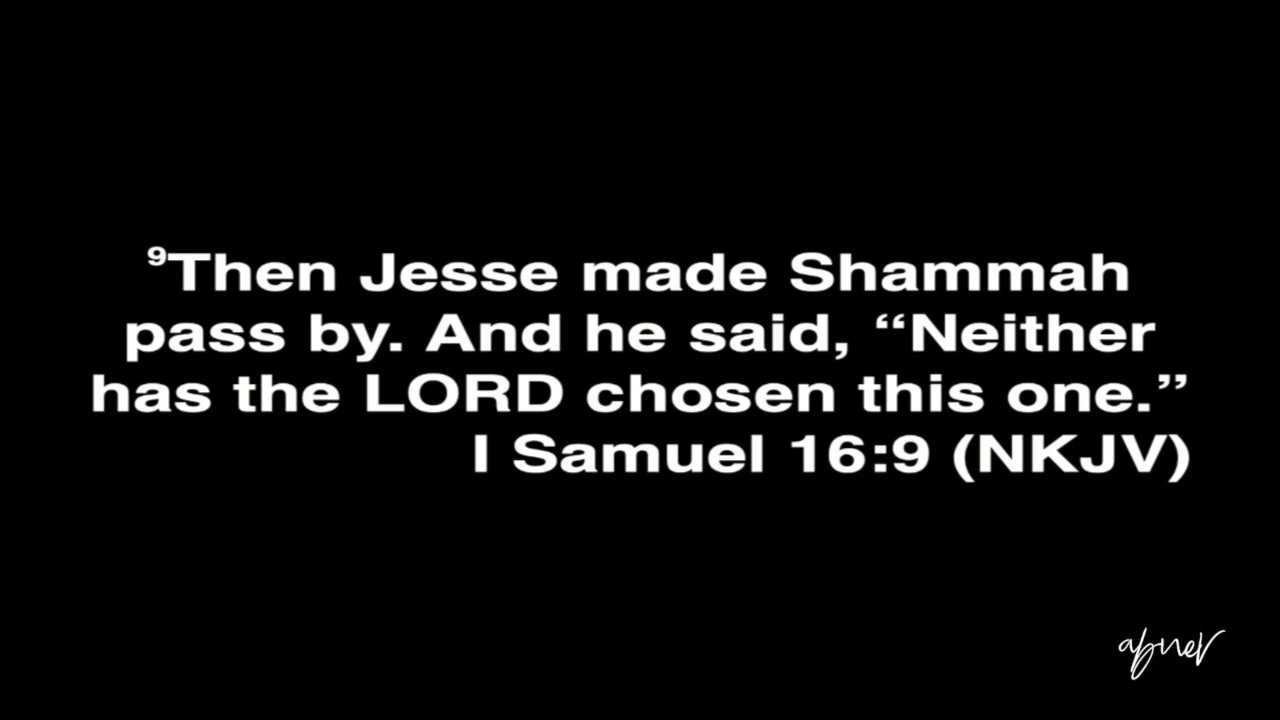 ⁹Then Jesse made Shammah
pass by. And he said, “Neither
has the LORD chosen this one.”
I Samuel 16:9 (NKJV)
abner